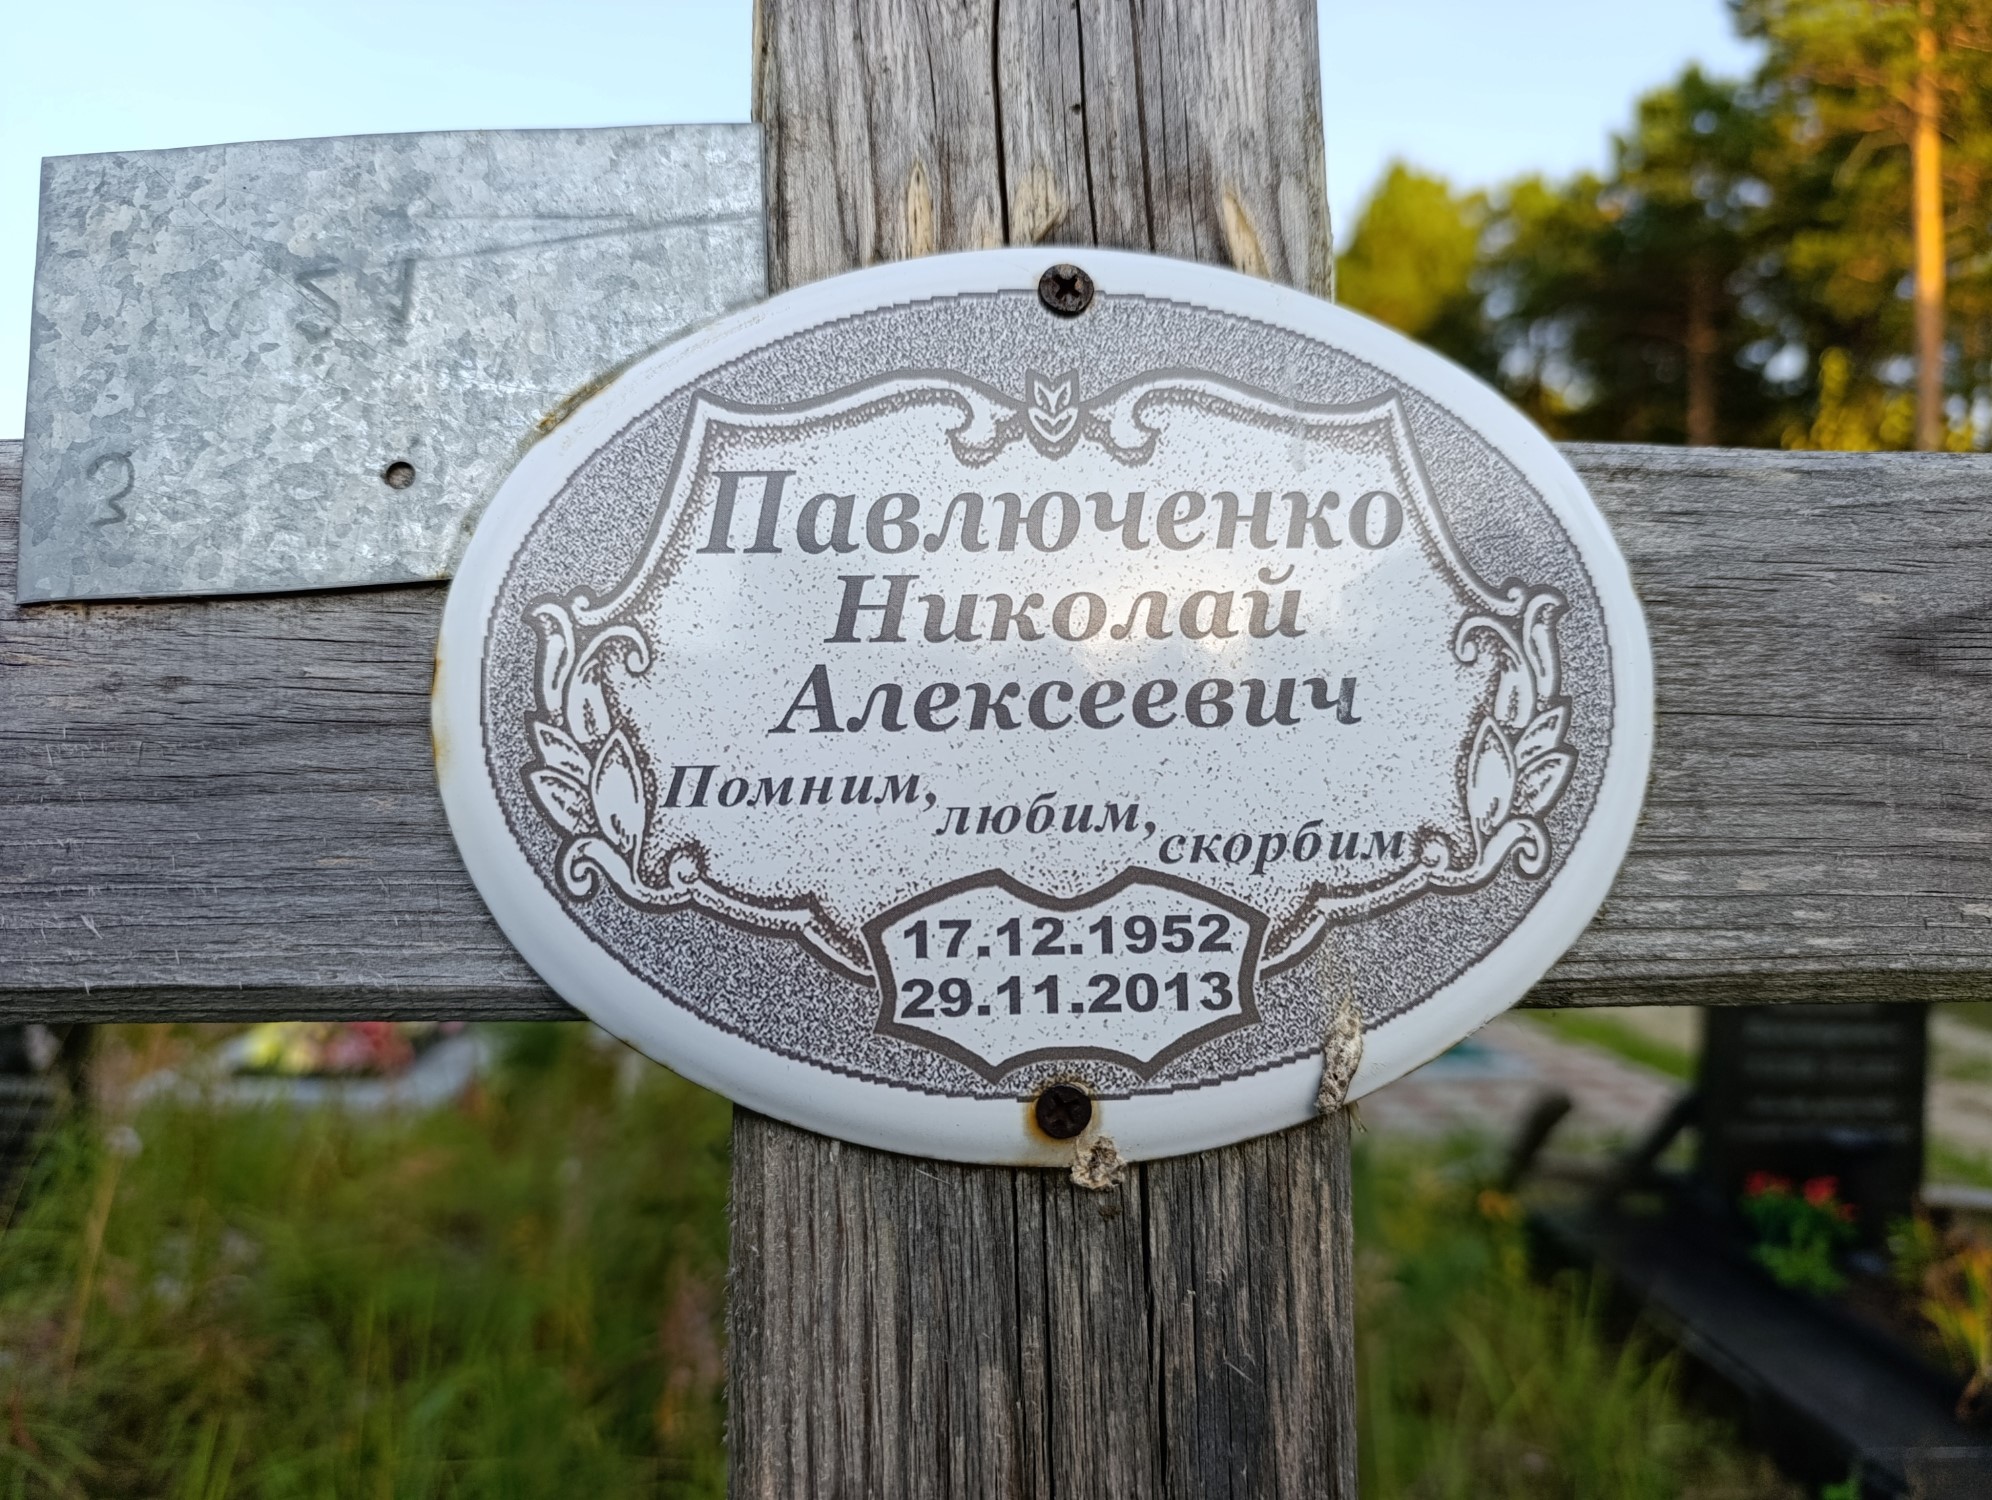 Павлюченко
Николай
Алексеевич
Помним, любим, скорбим
17.12.1952
29.11.2013